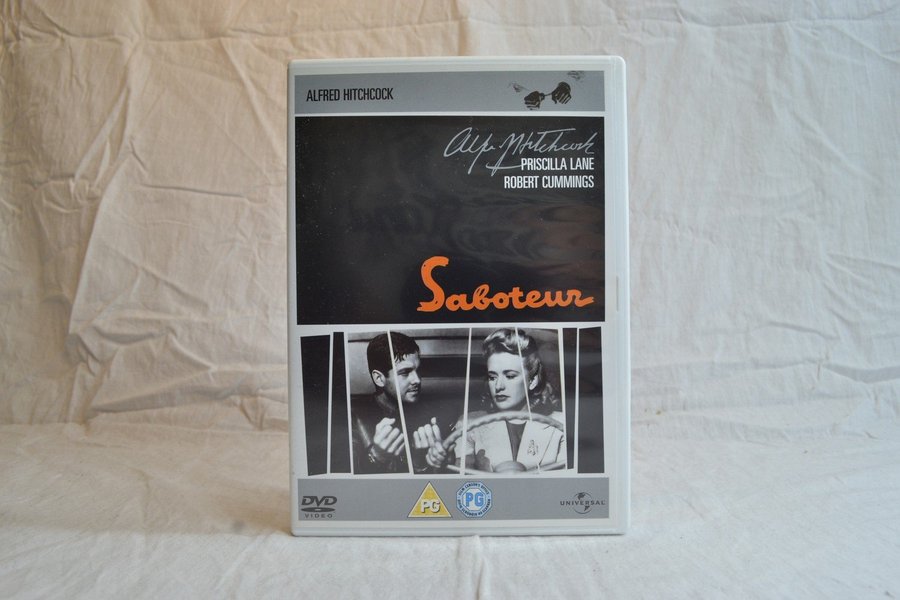 ALFRED HITCHCOCK
Alfred Hitchcock
PRISCILLA LANE
ROBERT CUMMINGS
Saboteur
DVD
VIDEO
PG
PG
UNIVERSAL